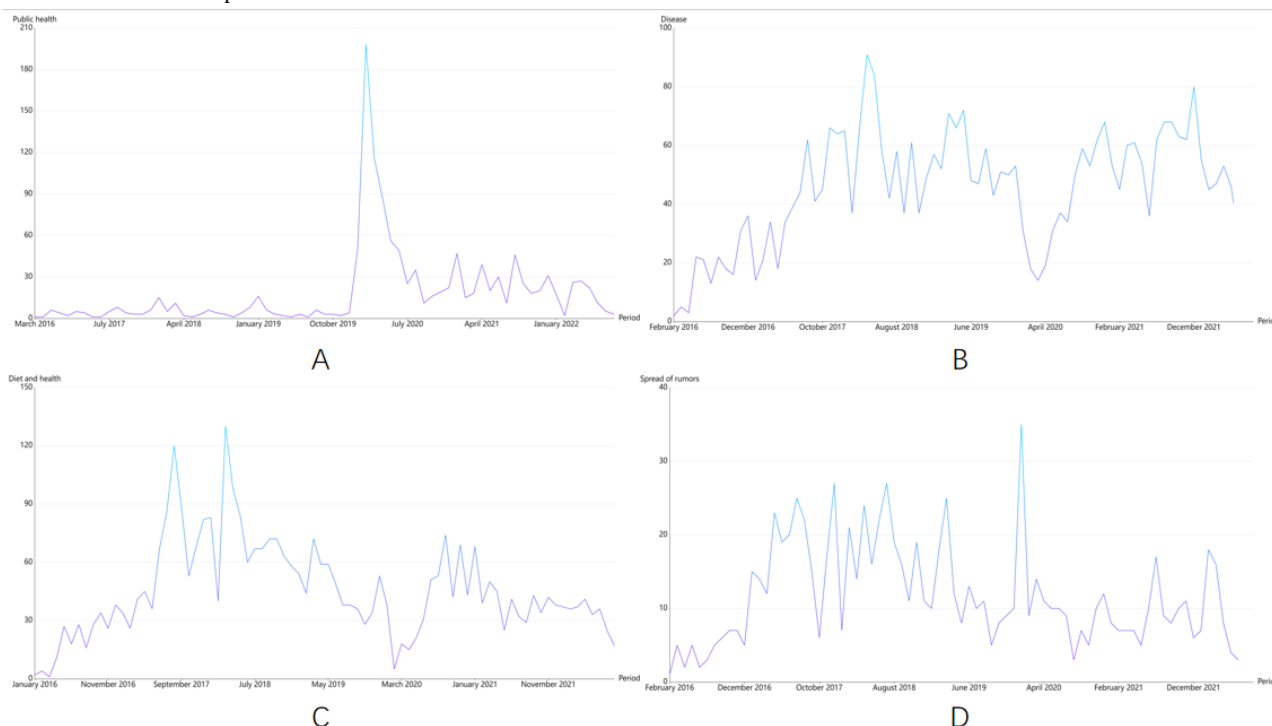 Public health
210
180
150
120
90
60
30
0
March 2016 July 2017 April 2018 January 2019 October 2019 July 2020 April 2021 January 2022 Period
A
Disease
100
80
60
40
20
0
February 2016 December 2016 October 2017 August 2018 June 2019 April 2020 February 2021 December 2021 Perio
B
Diet and health
150
120
90
60
30
0
January 2016 November 2016 September 2017 July 2018 May 2019 March 2020 January 2021 November 2021 Period
C
Spread of rumors
40
30
20
10
0
February 2016 December 2016 October 2017 August 2018 June 2019 April 2020 February 2021 December 2021 Perio
D